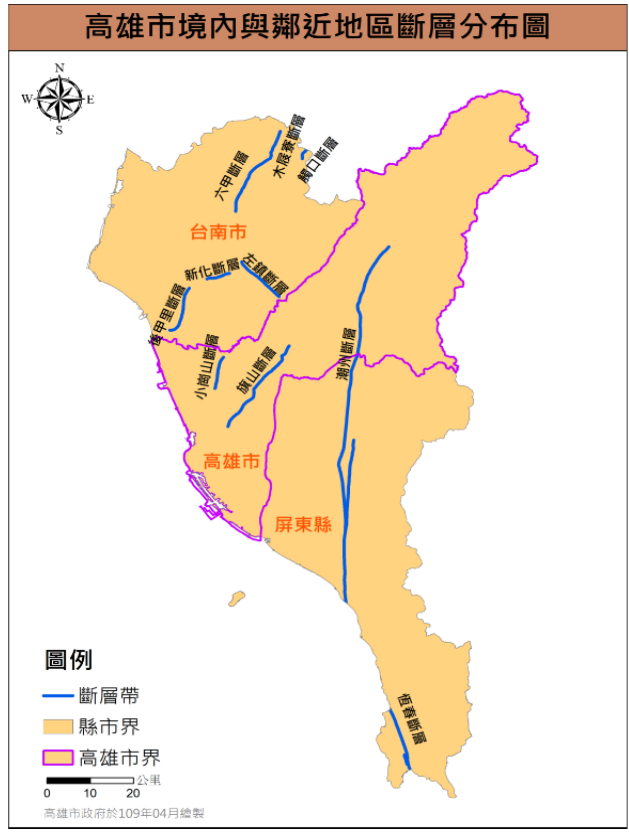 高雄市境內與鄰近地區斷層分布圖
N
W
E
S
木屐寮斷層
觸口斷層
六甲斷層
台南市
新化斷層
左鎮斷層
後甲里斷層
小崗山斷層
旗山斷層
潮州斷層
高雄市
屏東縣
恆春斷層
圖例
斷層帶
縣市界
高雄市界
公里
0 10 20
高雄市政府於109年04月繪製